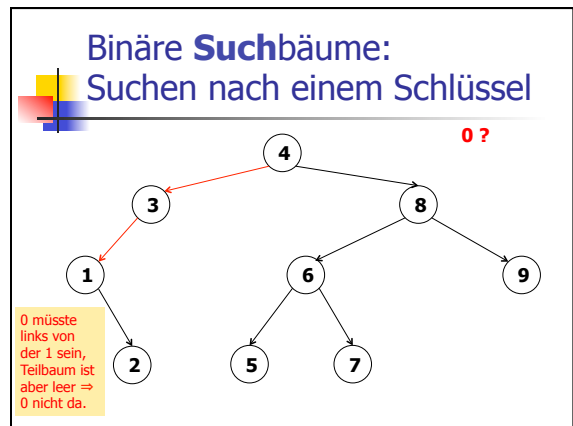 Binäre Suchbäume:
Suchen nach einem Schlüssel
0 ?
4
3
8
1
6
9
2
5
7
0 müsste
links von
der 1 sein,
Teilbaum ist
aber leer ⇒
0 nicht da.